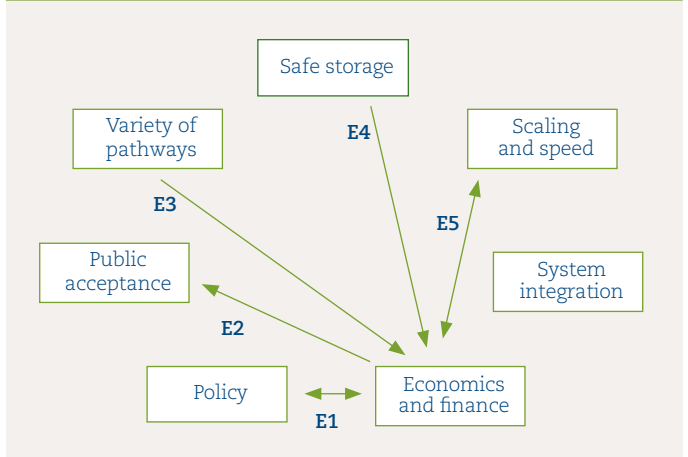 Safe storage
E4
Variety of
pathways
Scaling
and speed
E3
E5
Public
acceptance
System
integration
E2
Policy
Economics
and finance
E1